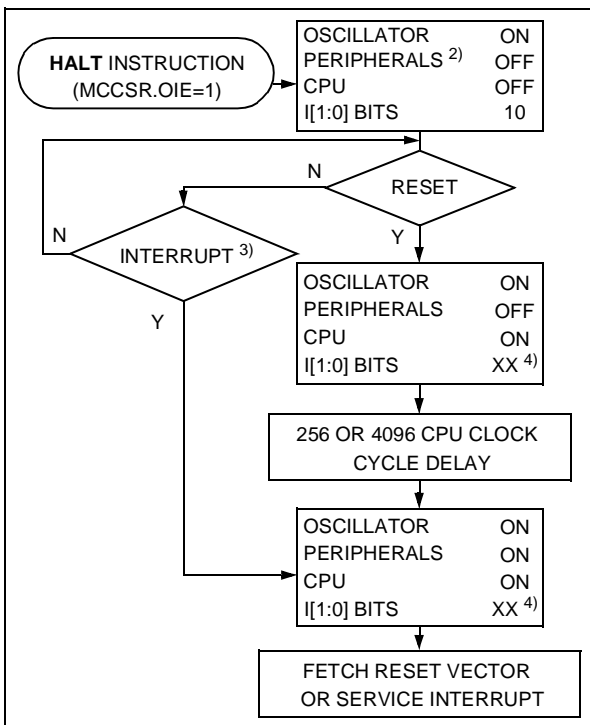 HALT INSTRUCTION
(MCCSR.OIE=1)
OSCILLATOR ON
PERIPHERALS 2) OFF
CPU OFF
I[1:0] BITS 10
N
RESET
N
INTERRUPT 3)
Y
Y
OSCILLATOR ON
PERIPHERALS OFF
CPU ON
I[1:0] BITS XX 4)
256 OR 4096 CPU CLOCK
CYCLE DELAY
OSCILLATOR ON
PERIPHERALS ON
CPU ON
I[1:0] BITS XX 4)
FETCH RESET VECTOR
OR SERVICE INTERRUPT